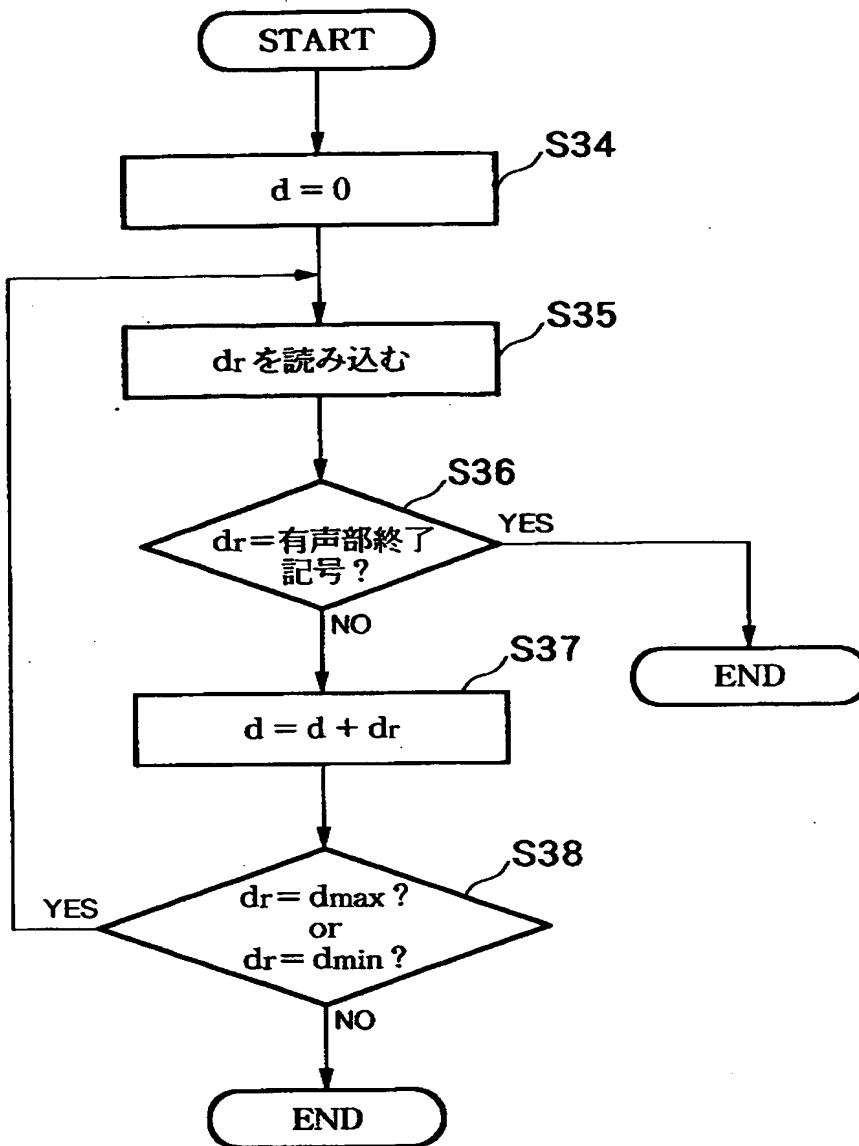 START
S34
d = 0
S35
drを読み込む
S36
dr=有声部終了
記号?
YES
NO
END
S37
d = d + dr
S38
dr= dmax?
or
dr= dmin?
YES
NO
END